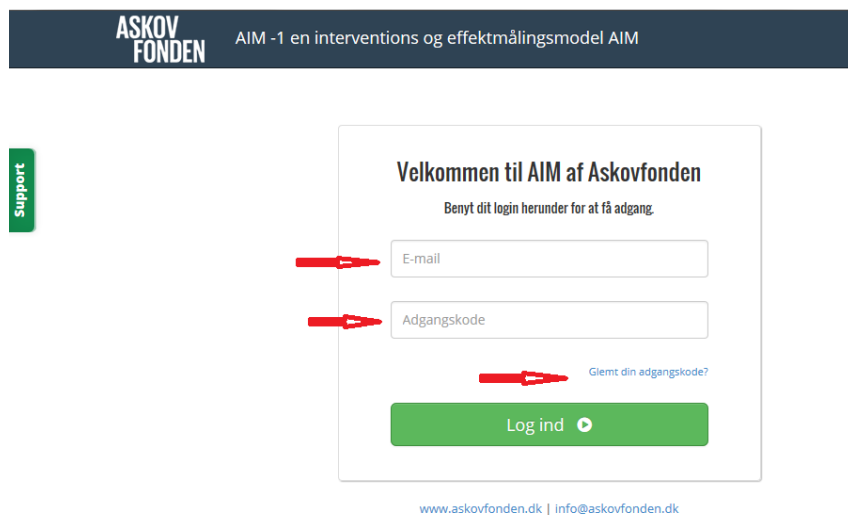 ASKOV
FONDEN
AIM -1 en interventions og effektmålingsmodel AIM
Support
Velkommen til AIM af Askovfonden
Benyt dit login herunder for at få adgang.
E-mail
Adgangskode
Glemt din adgangskode?
Log ind
www.askovfonden.dk | info@askovfonden.dk